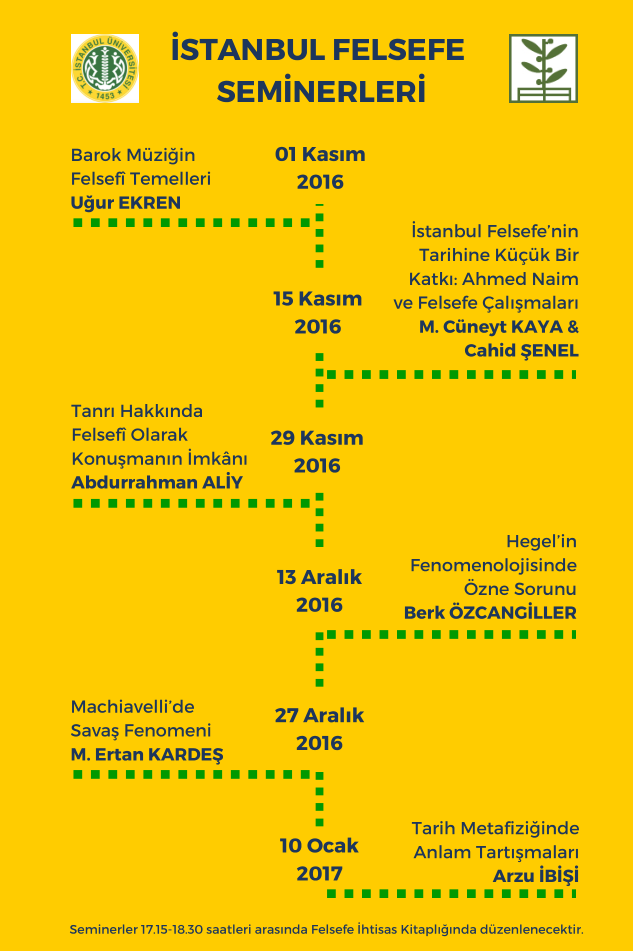 T.C. İSTANBUL ÜNİVERSİTESİ
1453
İSTANBUL FELSEFE
SEMİNERLERİ
Barok Müziğin
Felsefî Temelleri
Uğur EKREN
01 Kasım
2016
İstanbul Felsefe’nin
Tarihine Küçük Bir
Katkı: Ahmed Naim
ve Felsefe Çalışmaları
M. Cüneyt KAYA &
Cahid ŞENEL
15 Kasım
2016
Tanrı Hakkında
Felsefî Olarak
Konuşmanın İmkânı
Abdurrahman ALİY
29 Kasım
2016
Hegel’in
Fenomenolojisinde
Özne Sorunu
Berk ÖZCANGİLLER
13 Aralık
2016
Machiavelli’de
Savaş Fenomeni
M. Ertan KARDEŞ
27 Aralık
2016
Tarih Metafiziğinde
Anlam Tartışmaları
Arzu İBİŞİ
10 Ocak
2017
Seminerler 17.15-18.30 saatleri arasında Felsefe İhtisas Kitaplığında düzenlenecektir.